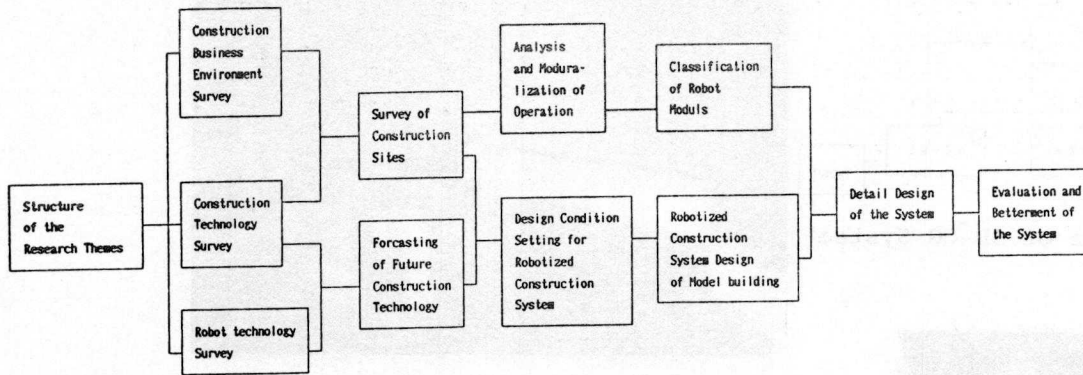 Structure
of the
Research Themes
Construction
Business
Environment
Survey
Construction
Technology
Survey
Robot technology
Survey
Survey of
Construction
Sites
Forcasting
of Future
Construction
Technology
Analysis
and Modura-
lization of
Operation
Design Condition
Setting for
Robotized
Construction
System
Classification
of Robot
Moduls
Robotized
Construction
System Design
of Model building
Detail Design
of the System
Evaluation and
Betterment of
the System